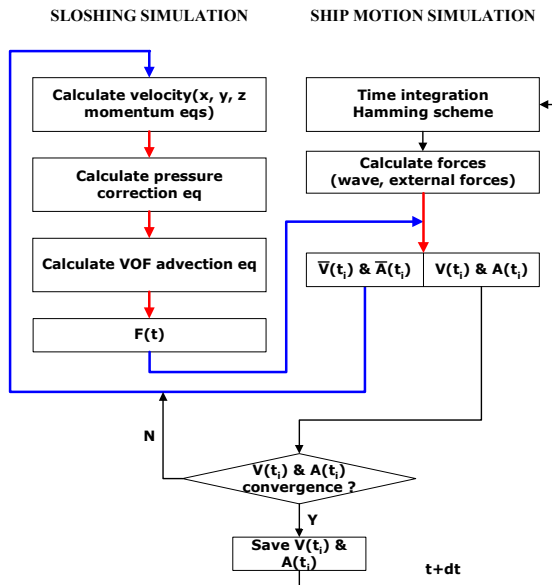 SLOSHING SIMULATION
SHIP MOTION SIMULATION
Calculate velocity(x, y, z
momentum eqs)
Calculate pressure
correction eq
Calculate VOF advection eq
F(t)
Time integration
Hamming scheme
Calculate forces
(wave, external forces)
V̅(tᵢ) & A̅(tᵢ)
V(tᵢ) & A(tᵢ)
N
V(tᵢ) & A(tᵢ)
convergence ?
Y
Save V(tᵢ) &
A(tᵢ)
t+dt